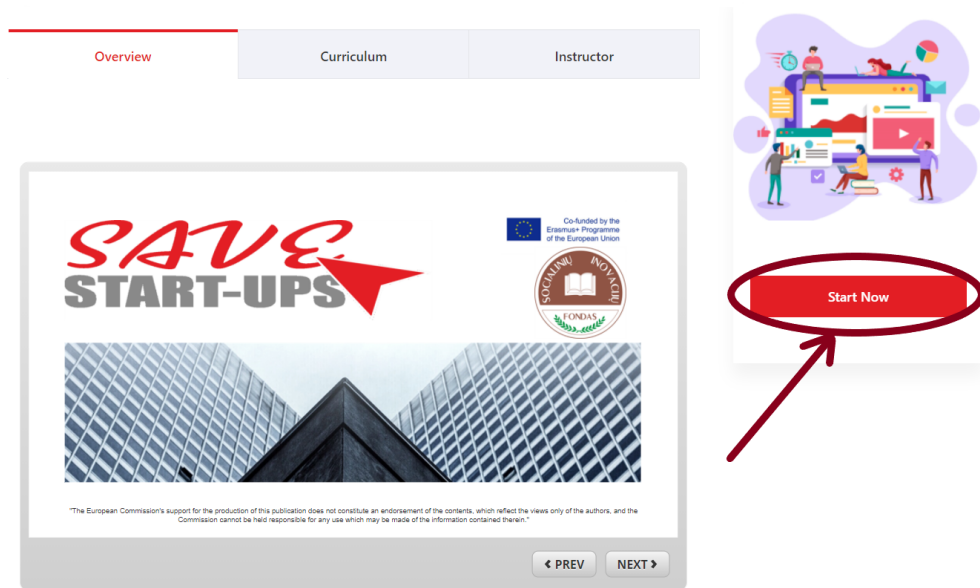 Overview
Curriculum
Instructor
SAVE
START-UPS
Co-funded by the
Erasmus+ Programme
of the European Union
SOCIALINIŲ INOVACIJŲ
FONDAS
"The European Commission's support for the production of this publication does not constitute an endorsement of the contents, which reflect the views only of the authors, and the
Commission cannot be held responsible for any use which may be made of the information contained therein."
PREV
NEXT
Start Now